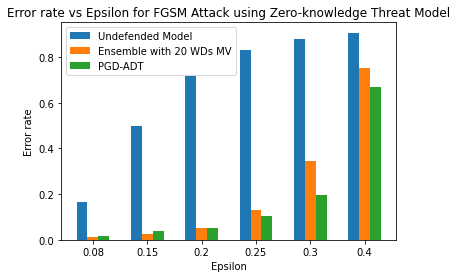 Error rate vs Epsilon for FGSM Attack using Zero-knowledge Threat Model
Undefended Model
Ensemble with 20 WDs MV
PGD-ADT
Error rate
0.8
0.6
0.4
0.2
0.0
0.08 0.15 0.2 0.25 0.3 0.4
Epsilon